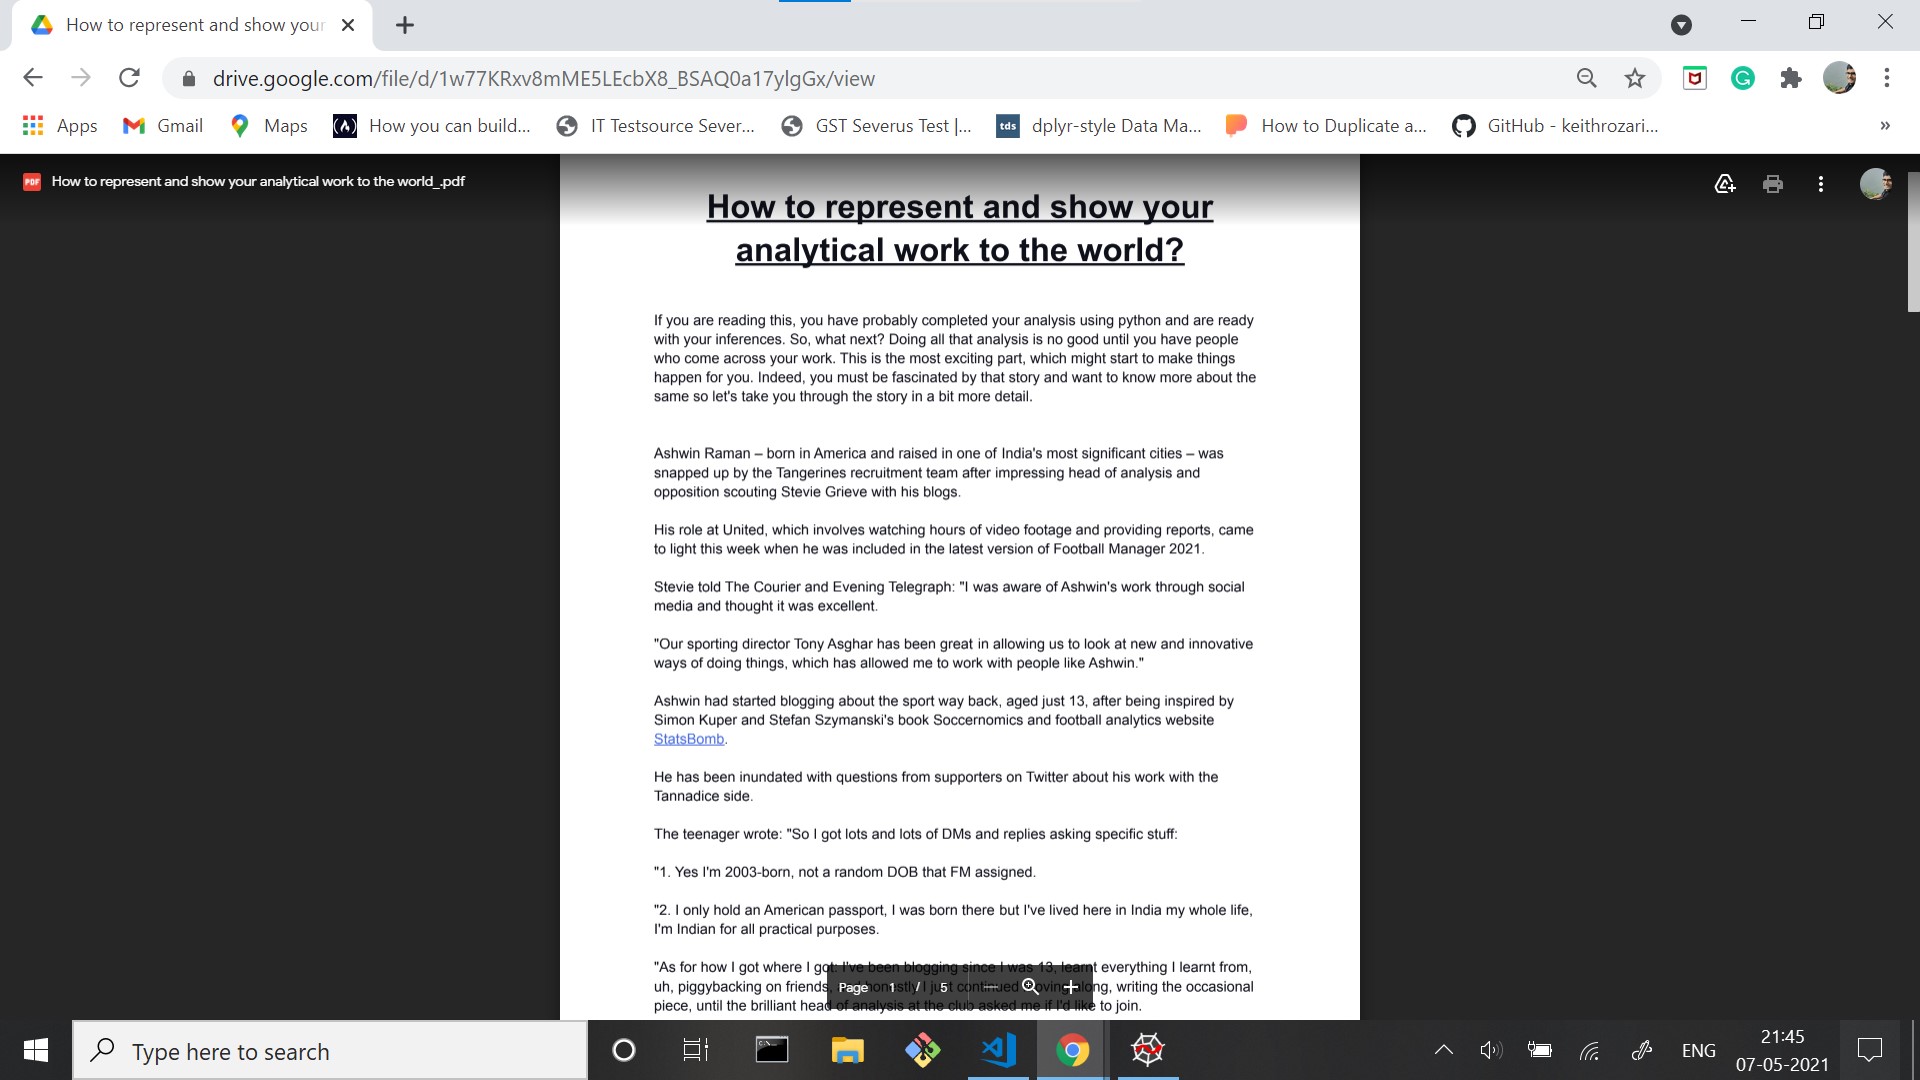 How to represent and show your
drive.google.com/file/d/1w77KRxv8mME5LEcbX8_BSAQ0a17ylgGx/view
Apps Gmail Maps How you can build... IT Testsource Sever... GST Severus Test |... tds dplyr-style Data Ma... How to Duplicate a... GitHub - keithrozari... »
PDF How to represent and show your analytical work to the world_.pdf
How to represent and show your
analytical work to the world?
If you are reading this, you have probably completed your analysis using python and are ready
with your inferences. So, what next? Doing all that analysis is no good until you have people
who come across your work. This is the most exciting part, which might start to make things
happen for you. Indeed, you must be fascinated by that story and want to know more about the
same so let's take you through the story in a bit more detail.
Ashwin Raman – born in America and raised in one of India's most significant cities – was
snapped up by the Tangerines recruitment team after impressing head of analysis and
opposition scouting Stevie Grieve with his blogs.
His role at United, which involves watching hours of video footage and providing reports, came
to light this week when he was included in the latest version of Football Manager 2021.
Stevie told The Courier and Evening Telegraph: "I was aware of Ashwin's work through social
media and thought it was excellent.
"Our sporting director Tony Asghar has been great in allowing us to look at new and innovative
ways of doing things, which has allowed me to work with people like Ashwin."
Ashwin had started blogging about the sport way back, aged just 13, after being inspired by
Simon Kuper and Stefan Szymanski's book Soccernomics and football analytics website
StatsBomb.
He has been inundated with questions from supporters on Twitter about his work with the
Tannadice side.
The teenager wrote: "So I got lots and lots of DMs and replies asking specific stuff:
"1. Yes I'm 2003-born, not a random DOB that FM assigned.
"2. I only hold an American passport, I was born there but I've lived here in India my whole life,
I'm Indian for all practical purposes.
"As for how I got where I got: I've been blogging since I was 13, learnt everything I learnt from,
uh, piggybacking on friends, honestly I just continued along, writing the occasional
piece, until the brilliant head of analysis at the club asked me if I'd like to join.
Page 1 / 5
Type here to search
ENG
21:45
07-05-2021